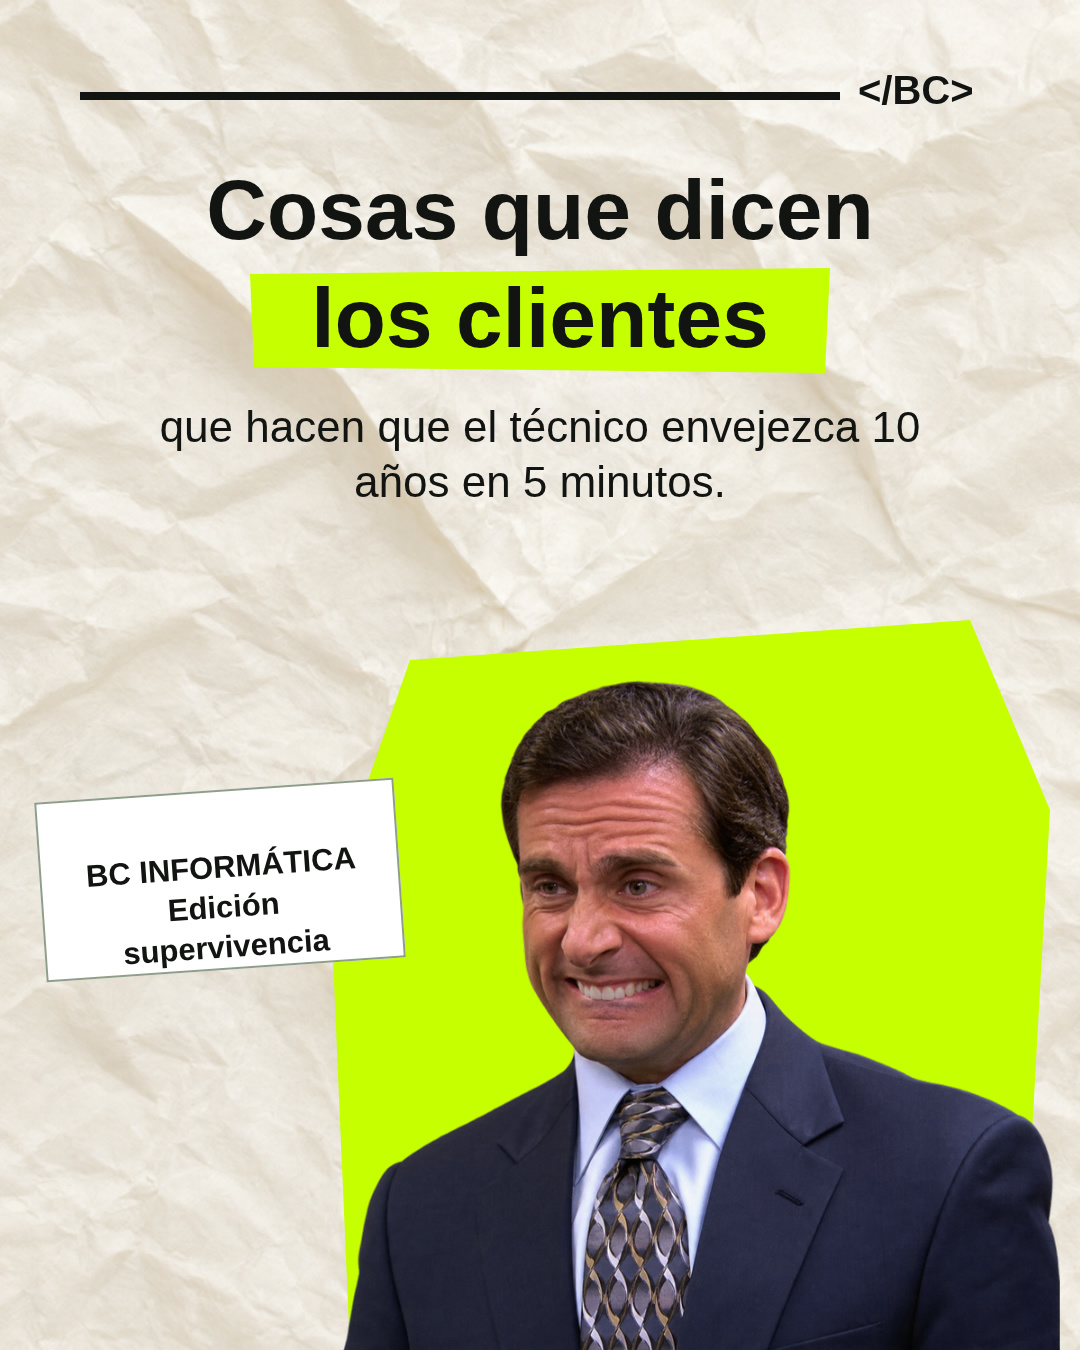 </BC>
Cosas que dicen
los clientes
que hacen que el técnico envejezca 10
años en 5 minutos.
BC INFORMÁTICA
Edición
supervivencia